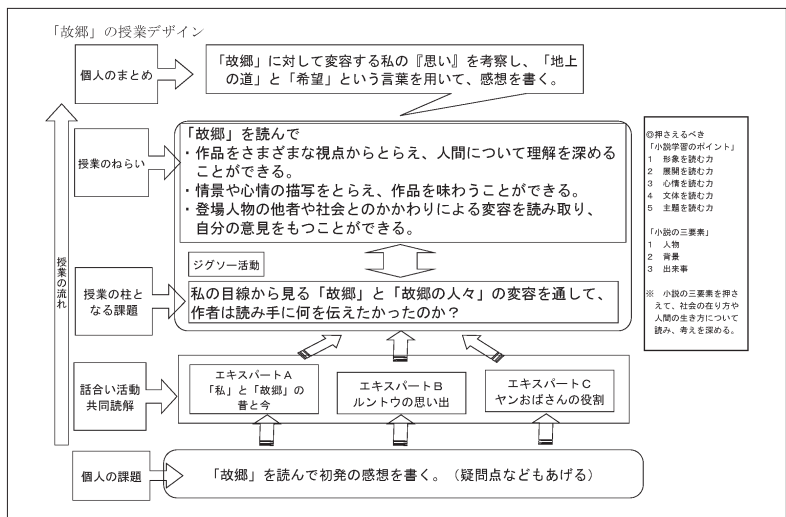 「故郷」の授業デザイン
個人のまとめ
「故郷」に対して変容する私の『思い』を考察し、「地上
の道」と「希望」という言葉を用いて、感想を書く。
授業のねらい
「故郷」を読んで
・作品をさまざまな視点からとらえ、人間について理解を深める
ことができる。
・情景や心情の描写をとらえ、作品を味わうことができる。
・登場人物の他者や社会とのかかわりによる変容を読み取り、
自分の意見をもつことができる。
ジグソー活動
授業の柱と
なる課題
私の目線から見る「故郷」と「故郷の人々」の変容を通して、
作者は読み手に何を伝えたかったのか？
話合い活動
共同読解
エキスパートA
「私」と「故郷」の
昔と今
エキスパートB
ルントウの思い出
エキスパートC
ヤンおばさんの役割
個人の課題
「故郷」を読んで初発の感想を書く。（疑問点などもあげる）
授業の流れ
◎押さえるべき
「小説学習のポイント」
1 形象を読む力
2 展開を読む力
3 心情を読む力
4 文体を読む力
5 主題を読む力
「小説の三要素」
1 人物
2 背景
3 出来事
※ 小説の三要素を押さ
えて、社会の在り方や
人間の生き方について
読み、考えを深める。